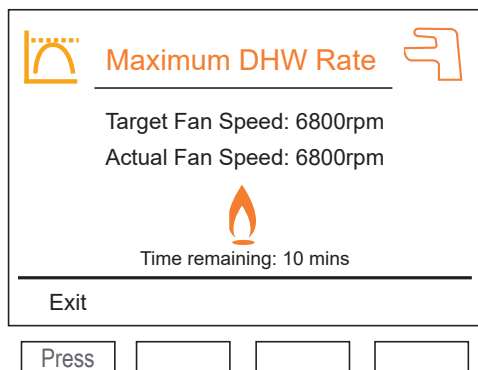 Maximum DHW Rate
Target Fan Speed: 6800rpm
Actual Fan Speed: 6800rpm
Time remaining: 10 mins
Exit
Press